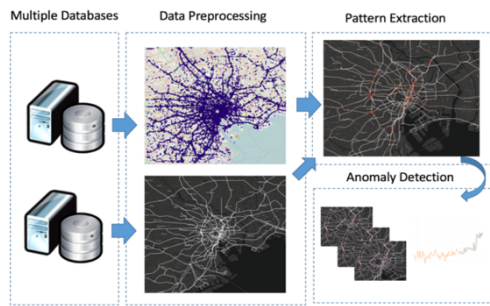 Multiple Databases
Data Preprocessing
Pattern Extraction
Anomaly Detection